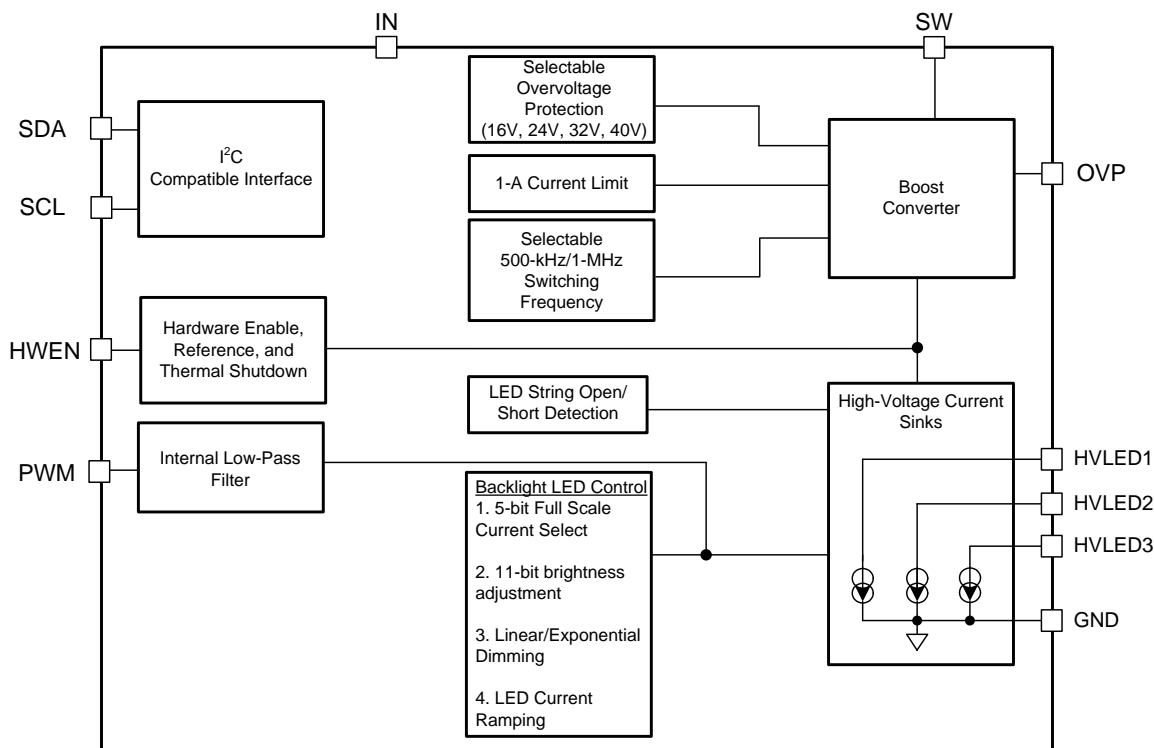 IN
SW
Selectable
Overvoltage
Protection
(16V, 24V, 32V, 40V)
SDA
I²C
Compatible Interface
SCL
1-A Current Limit
Boost
Converter
OVP
Selectable
500-kHz/1-MHz
Switching
Frequency
HWEN
Hardware Enable,
Reference, and
Thermal Shutdown
LED String Open/
Short Detection
High-Voltage Current
Sinks
PWM
Internal Low-Pass
Filter
Backlight LED Control
1. 5-bit Full Scale
Current Select
2. 11-bit brightness
adjustment
3. Linear/Exponential
Dimming
4. LED Current
Ramping
HVLED1
HVLED2
HVLED3
GND